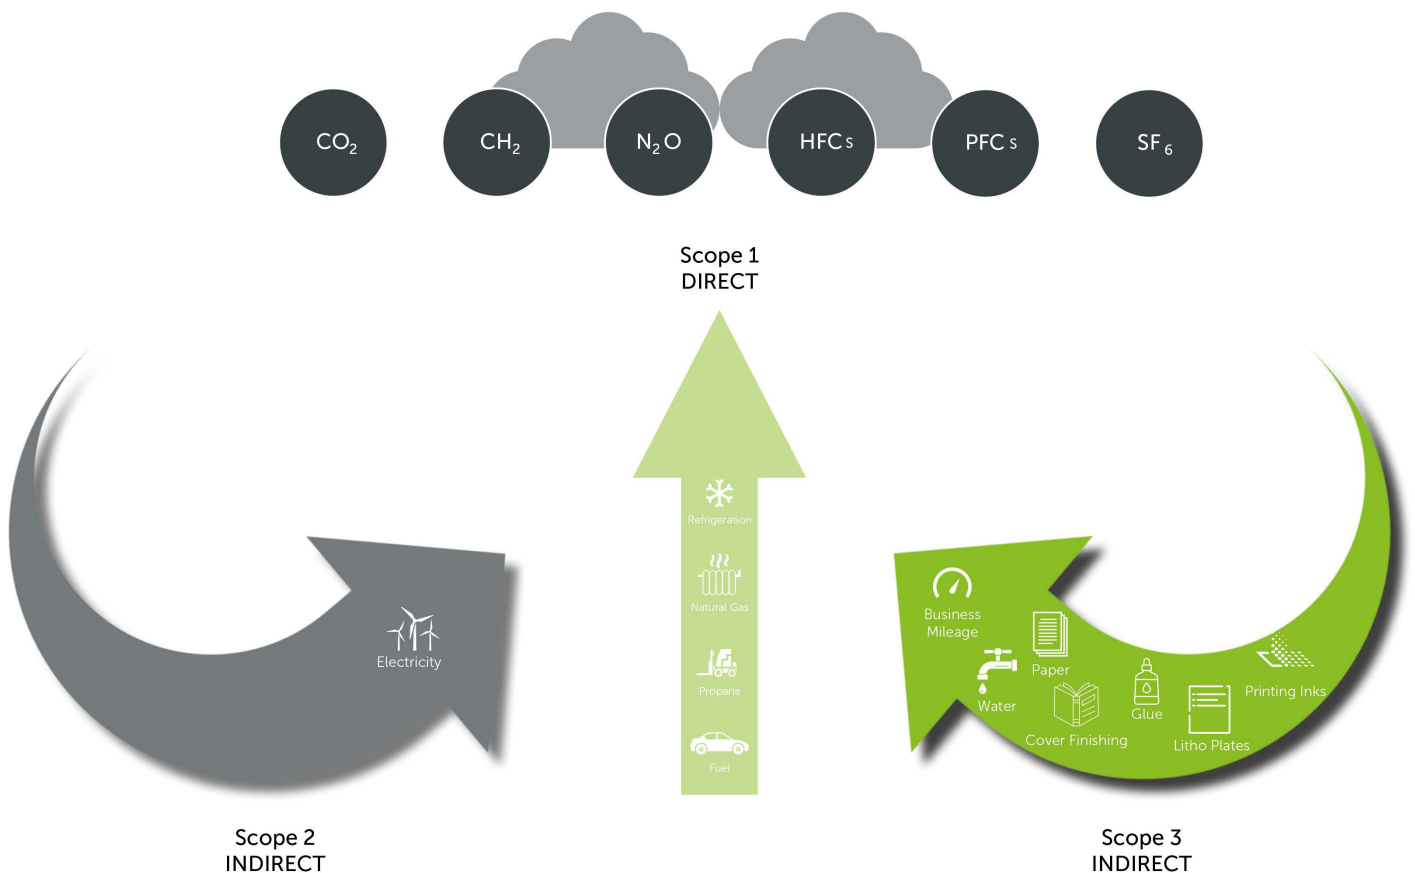 CO2
CH2
N2O
HFCs
PFCs
SF6
Scope 1
DIRECT
Refrigeration
Natural Gas
Propane
Fuel
Electricity
Scope 2
INDIRECT
Business
Mileage
Water
Paper
Cover Finishing
Glue
Litho Plates
Printing Inks
Scope 3
INDIRECT